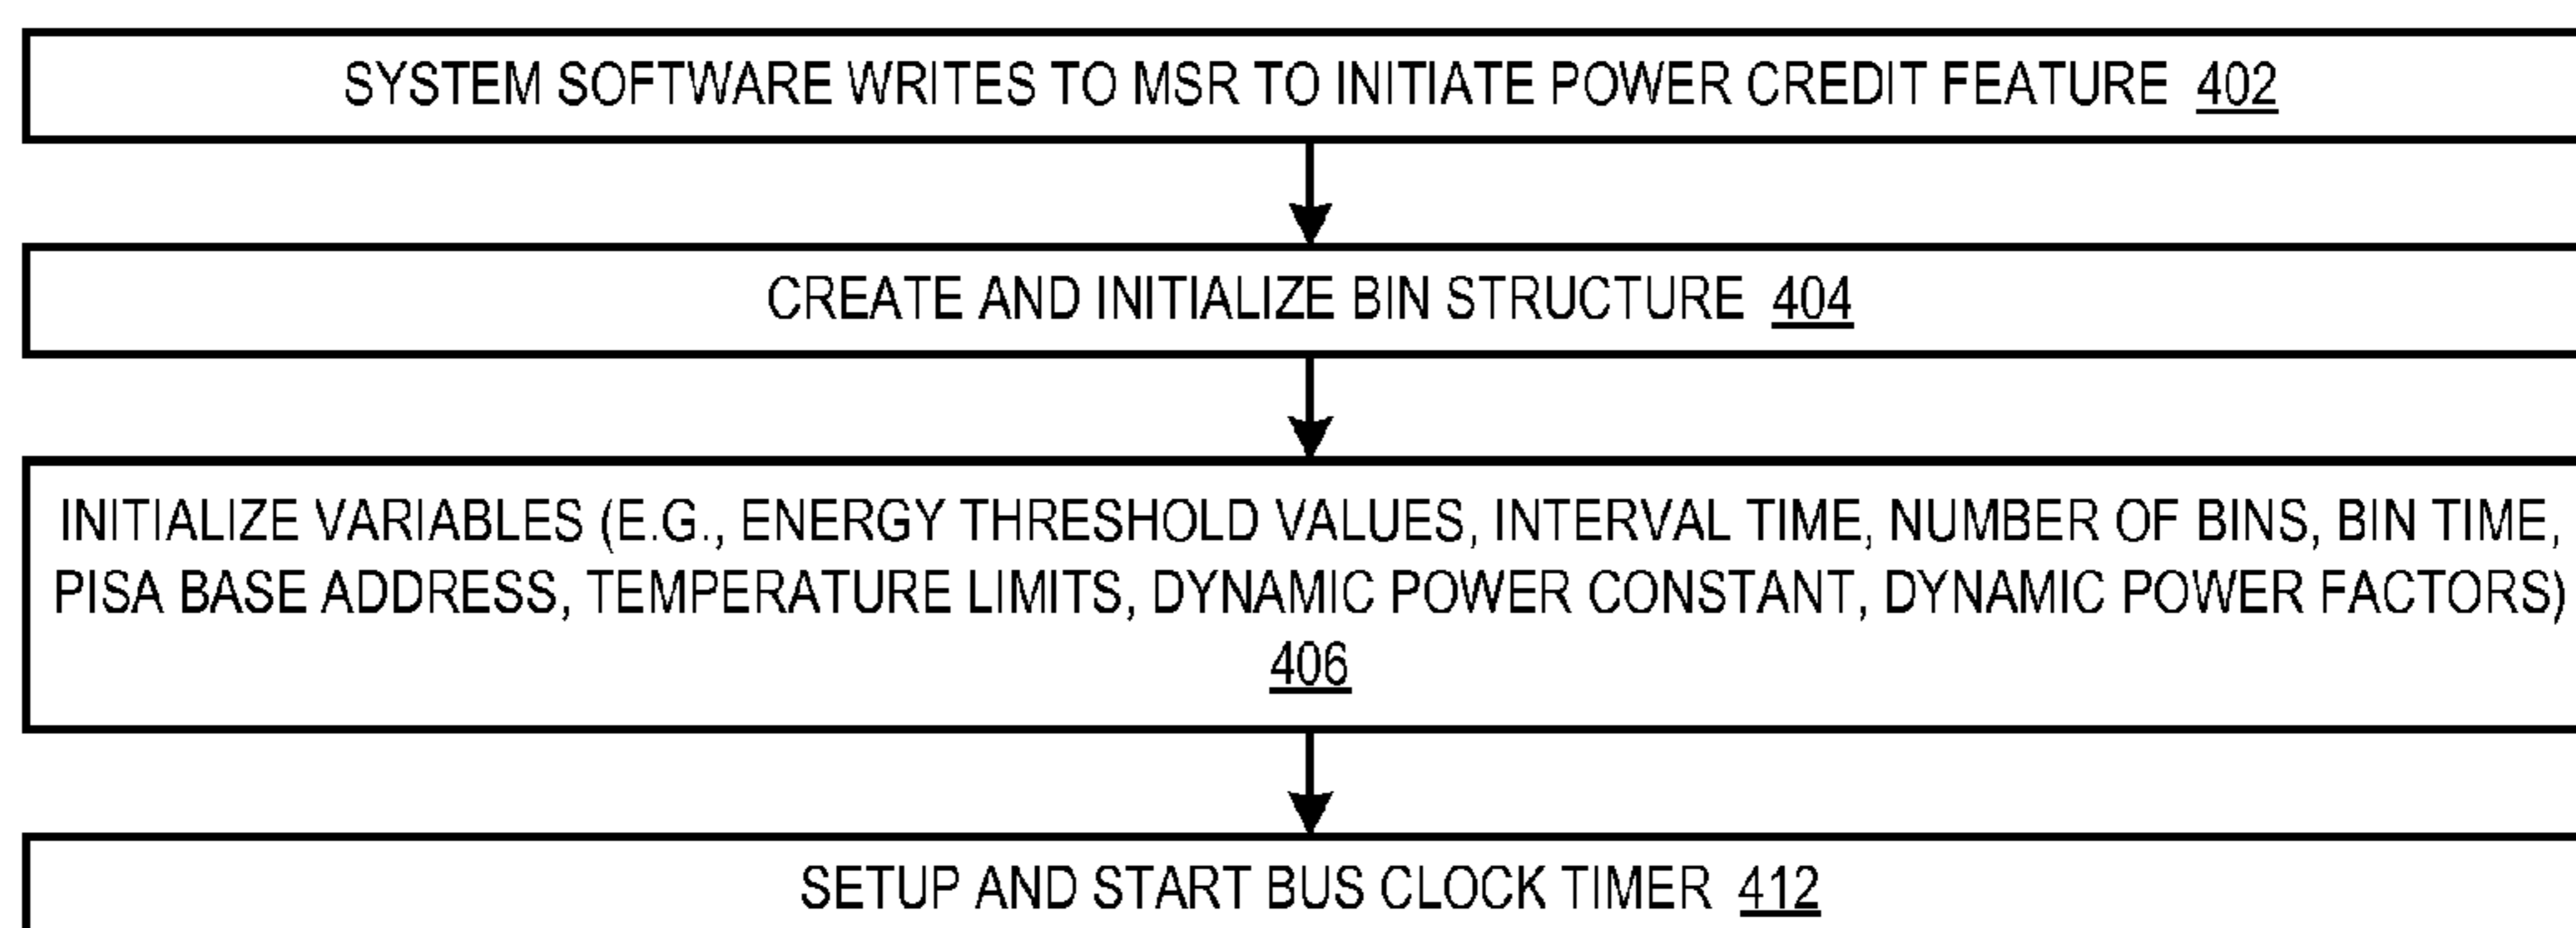 SYSTEM SOFTWARE WRITES TO MSR TO INITIATE POWER CREDIT FEATURE 402
CREATE AND INITIALIZE BIN STRUCTURE 404
INITIALIZE VARIABLES (E.G., ENERGY THRESHOLD VALUES, INTERVAL TIME, NUMBER OF BINS, BIN TIME,
PISA BASE ADDRESS, TEMPERATURE LIMITS, DYNAMIC POWER CONSTANT, DYNAMIC POWER FACTORS)
406
SETUP AND START BUS CLOCK TIMER 412